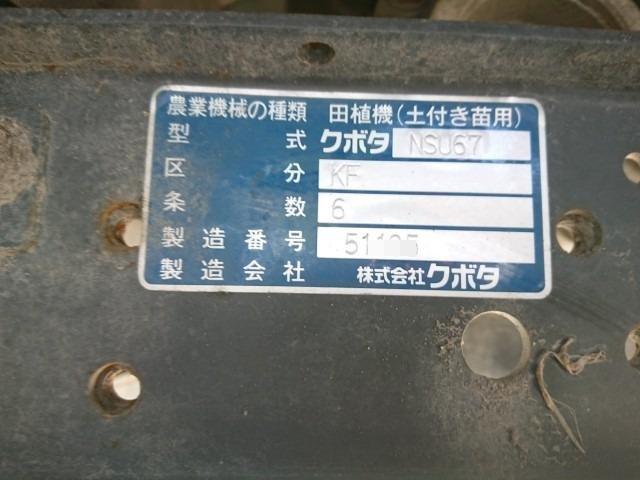 農業機械の種類 田植機(土付き苗用)
型式 クボタ NSU67
区分 KF
条数 6
製造番号
製造会社 株式会社クボタ